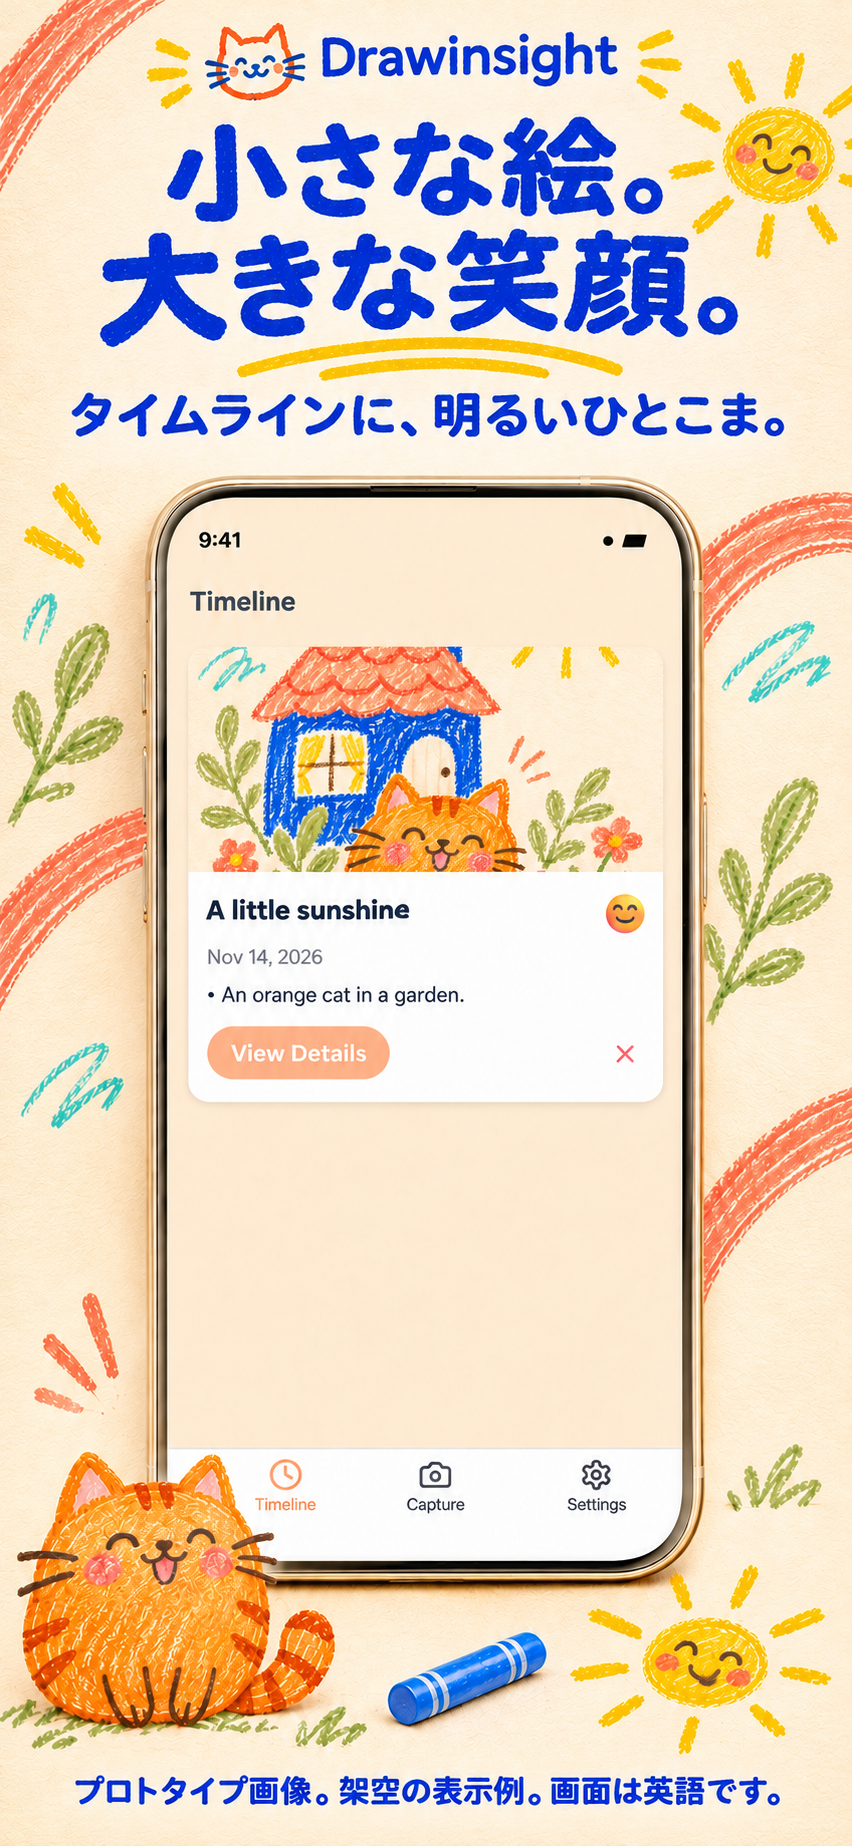 Drawinsight
小さな絵。
大きな笑顔。
タイムラインに、明るいひとこま。
9:41
Timeline
A little sunshine
Nov 14, 2026
• An orange cat in a garden.
View Details
Timeline
Capture
Settings
プロトタイプ画像。架空の表示例。画面は英語です。